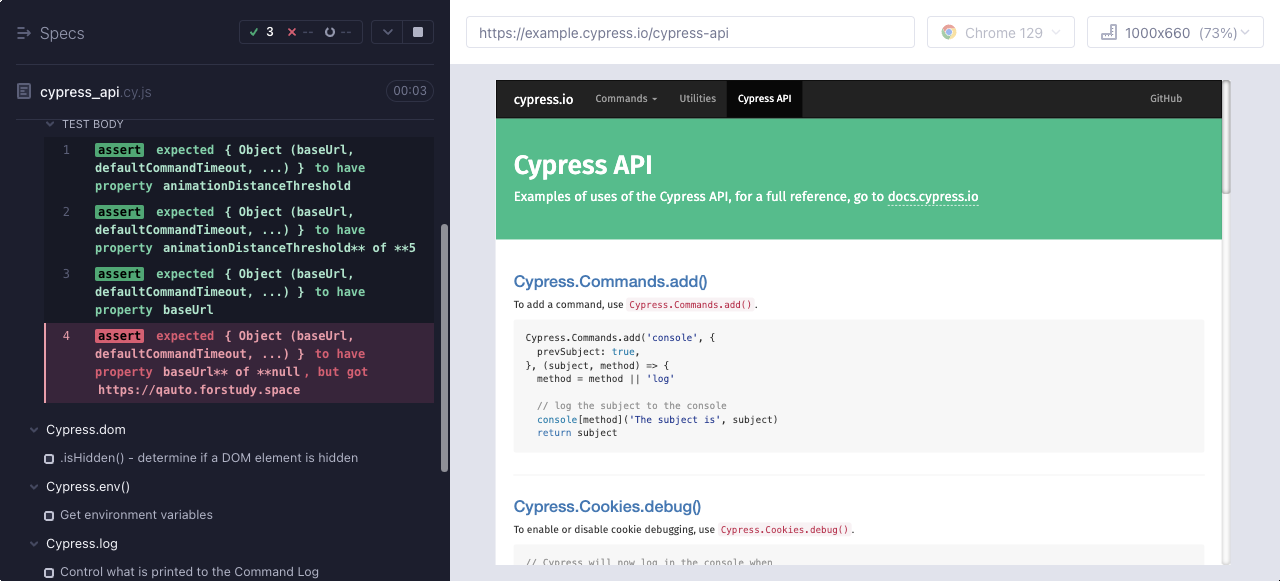 Specs
3
--
--
https://example.cypress.io/cypress-api
Chrome 129
1000x660 (73%)
cypress_api.cy.js
00:03
TEST BODY
1 assert expected { Object (baseUrl,
defaultCommandTimeout, ...) } to have
property animationDistanceThreshold
2 assert expected { Object (baseUrl,
defaultCommandTimeout, ...) } to have
property animationDistanceThreshold** of **5
3 assert expected { Object (baseUrl,
defaultCommandTimeout, ...) } to have
property baseUrl
4 assert expected { Object (baseUrl,
defaultCommandTimeout, ...) } to have
property baseUrl** of **null, but got
https://qauto.forstudy.space
Cypress.dom
.isHidden() - determine if a DOM element is hidden
Cypress.env()
Get environment variables
Cypress.log
Control what is printed to the Command Log
cypress.io
Commands
Utilities
Cypress API
GitHub
Cypress API
Examples of uses of the Cypress API, for a full reference, go to docs.cypress.io
Cypress.Commands.add()
To add a command, use Cypress.Commands.add().
Cypress.Commands.add('console', {
prevSubject: true,
}, (subject, method) => {
method = method || 'log'
// log the subject to the console
console[method]('The subject is', subject)
return subject
Cypress.Cookies.debug()
To enable or disable cookie debugging, use Cypress.Cookies.debug().
// Cypress will now log in the console when